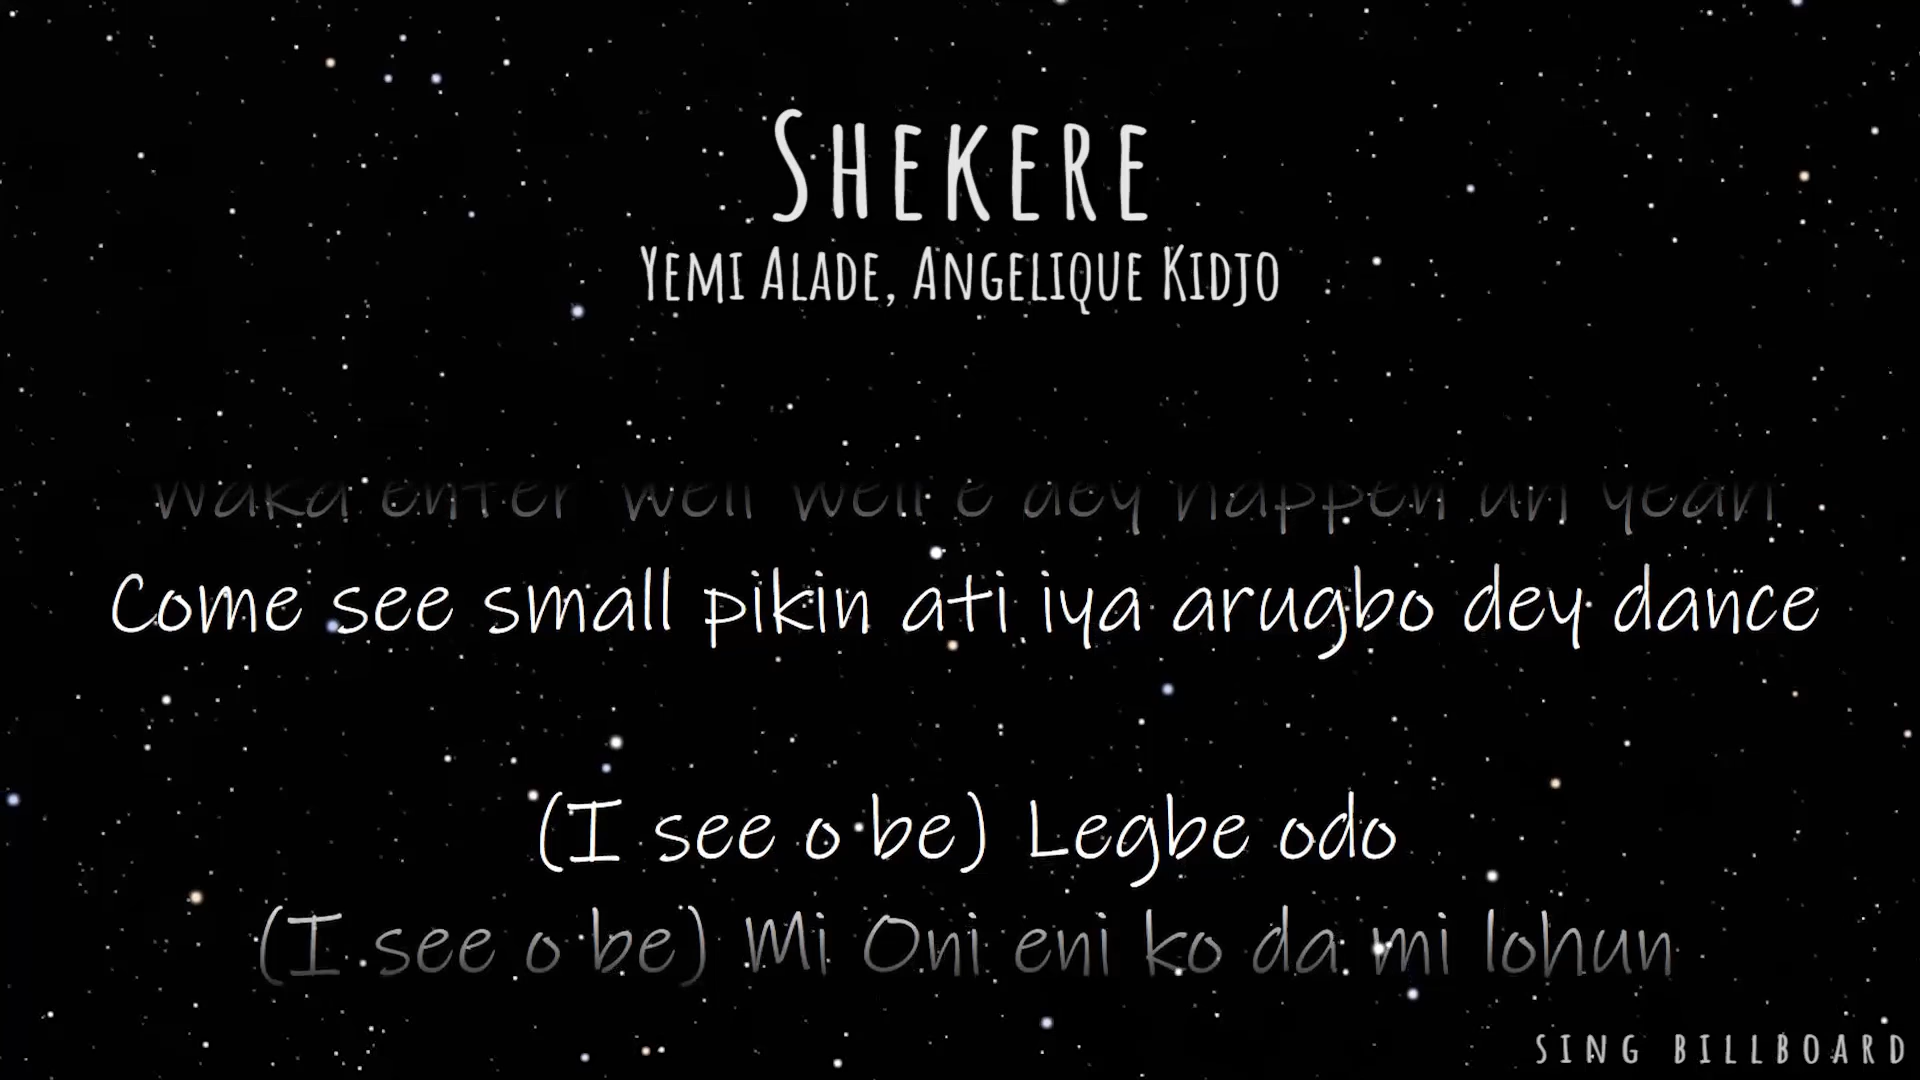 Shekere
Yemi Alade, Angelique Kidjo
Waka enter well well e dey happen uh yeah
Come see small pikin ati iya arugbo dey dance
(I see o be) Legbe odo
(I see o be) Mi Oni eni ko da mi lohun
SING BILLBOARD